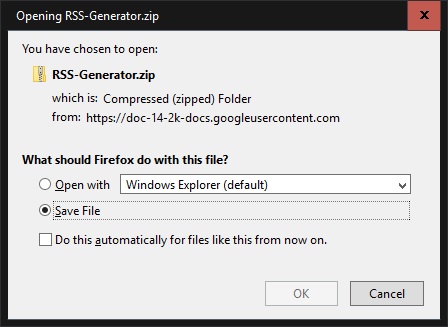 Opening RSS-Generator.zip
X
You have chosen to open:
RSS-Generator.zip
which is: Compressed (zipped) Folder
from: https://doc-14-2k-docs.googleusercontent.com
What should Firefox do with this file?
Open with Windows Explorer (default)
Save File
Do this automatically for files like this from now on.
OK Cancel